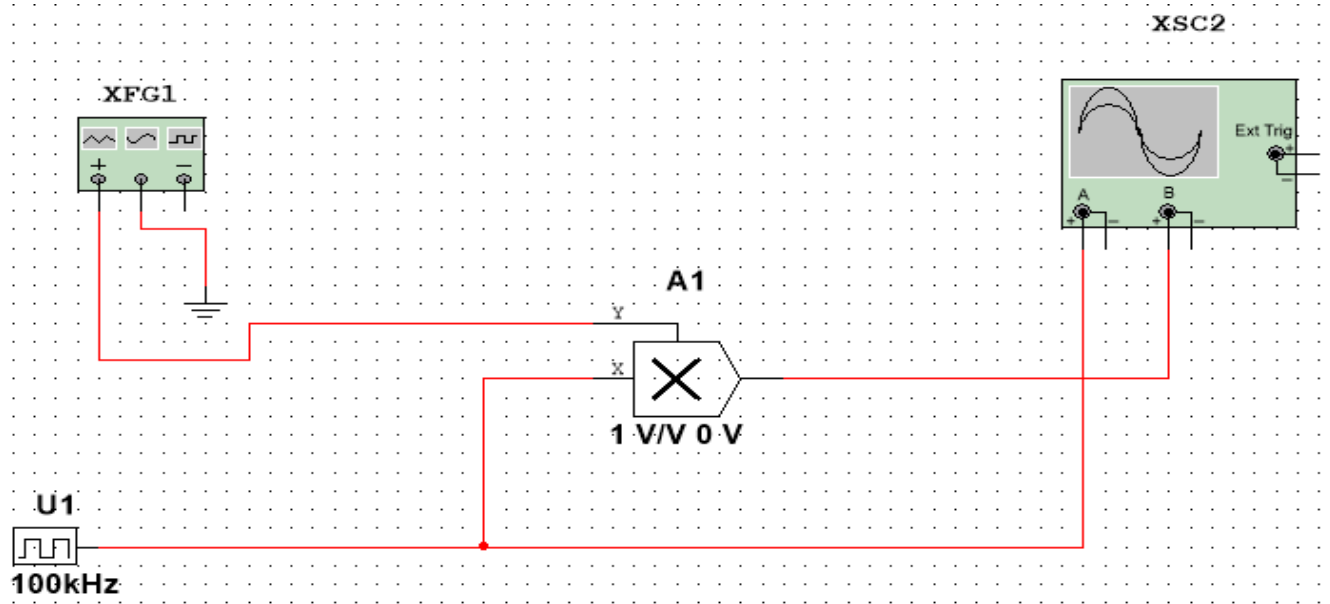 XSC2
XFG1
Ext Trig
+
−
+ −
A B
+ − + −
A1
Y
X
1 V/V 0 V
U1
100kHz